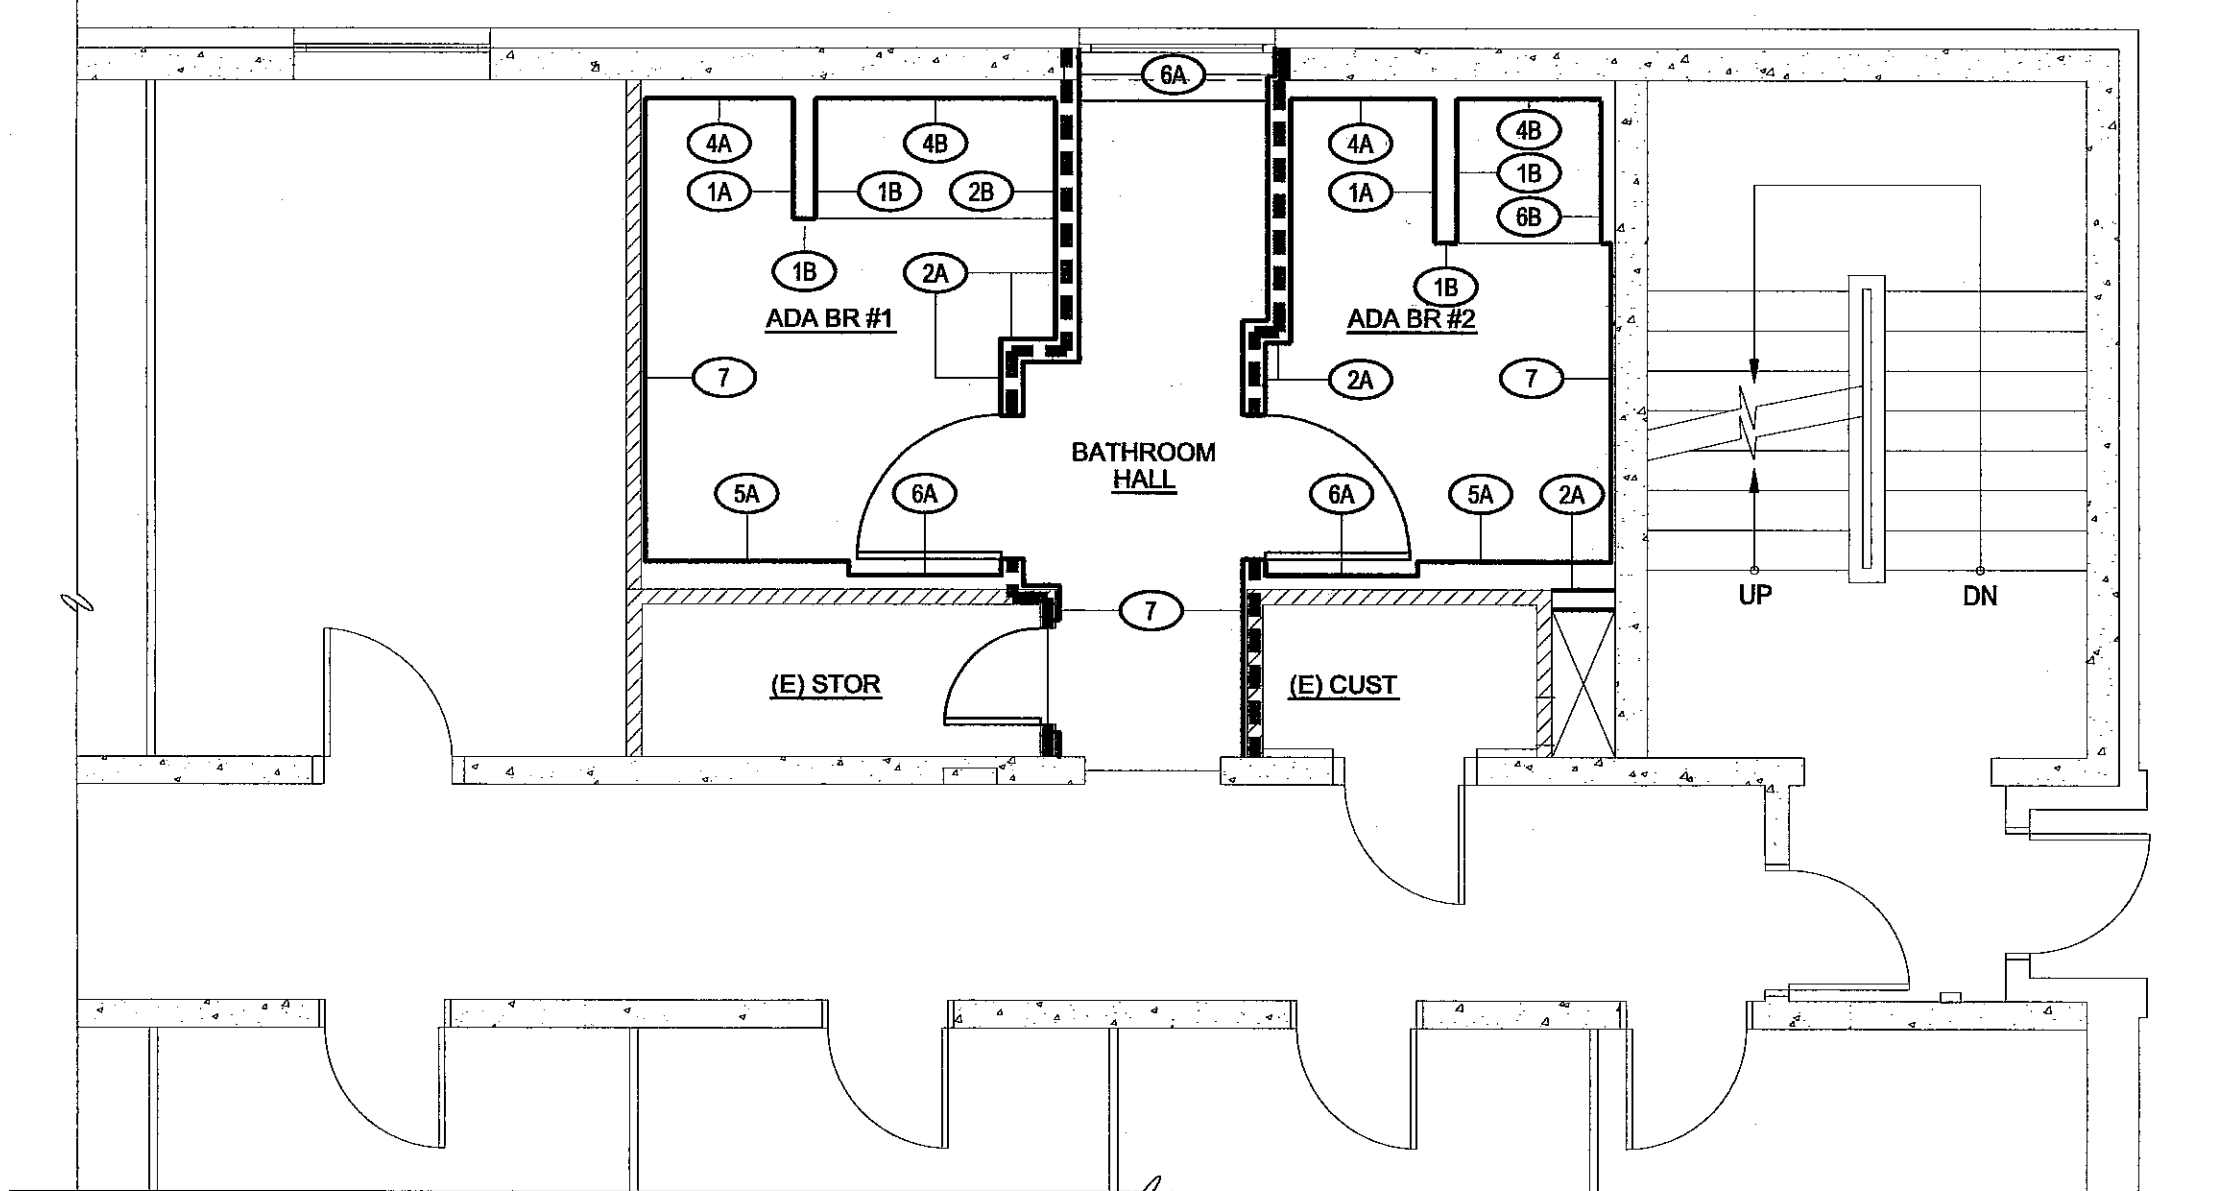 6A
4A
4B
4A
4B
1A
1B
2B
1A
1B
6B
1B
2A
1B
ADA BR #1
ADA BR #2
7
2A
7
BATHROOM
HALL
5A
6A
6A
5A
2A
7
UP
DN
(E) STOR
(E) CUST